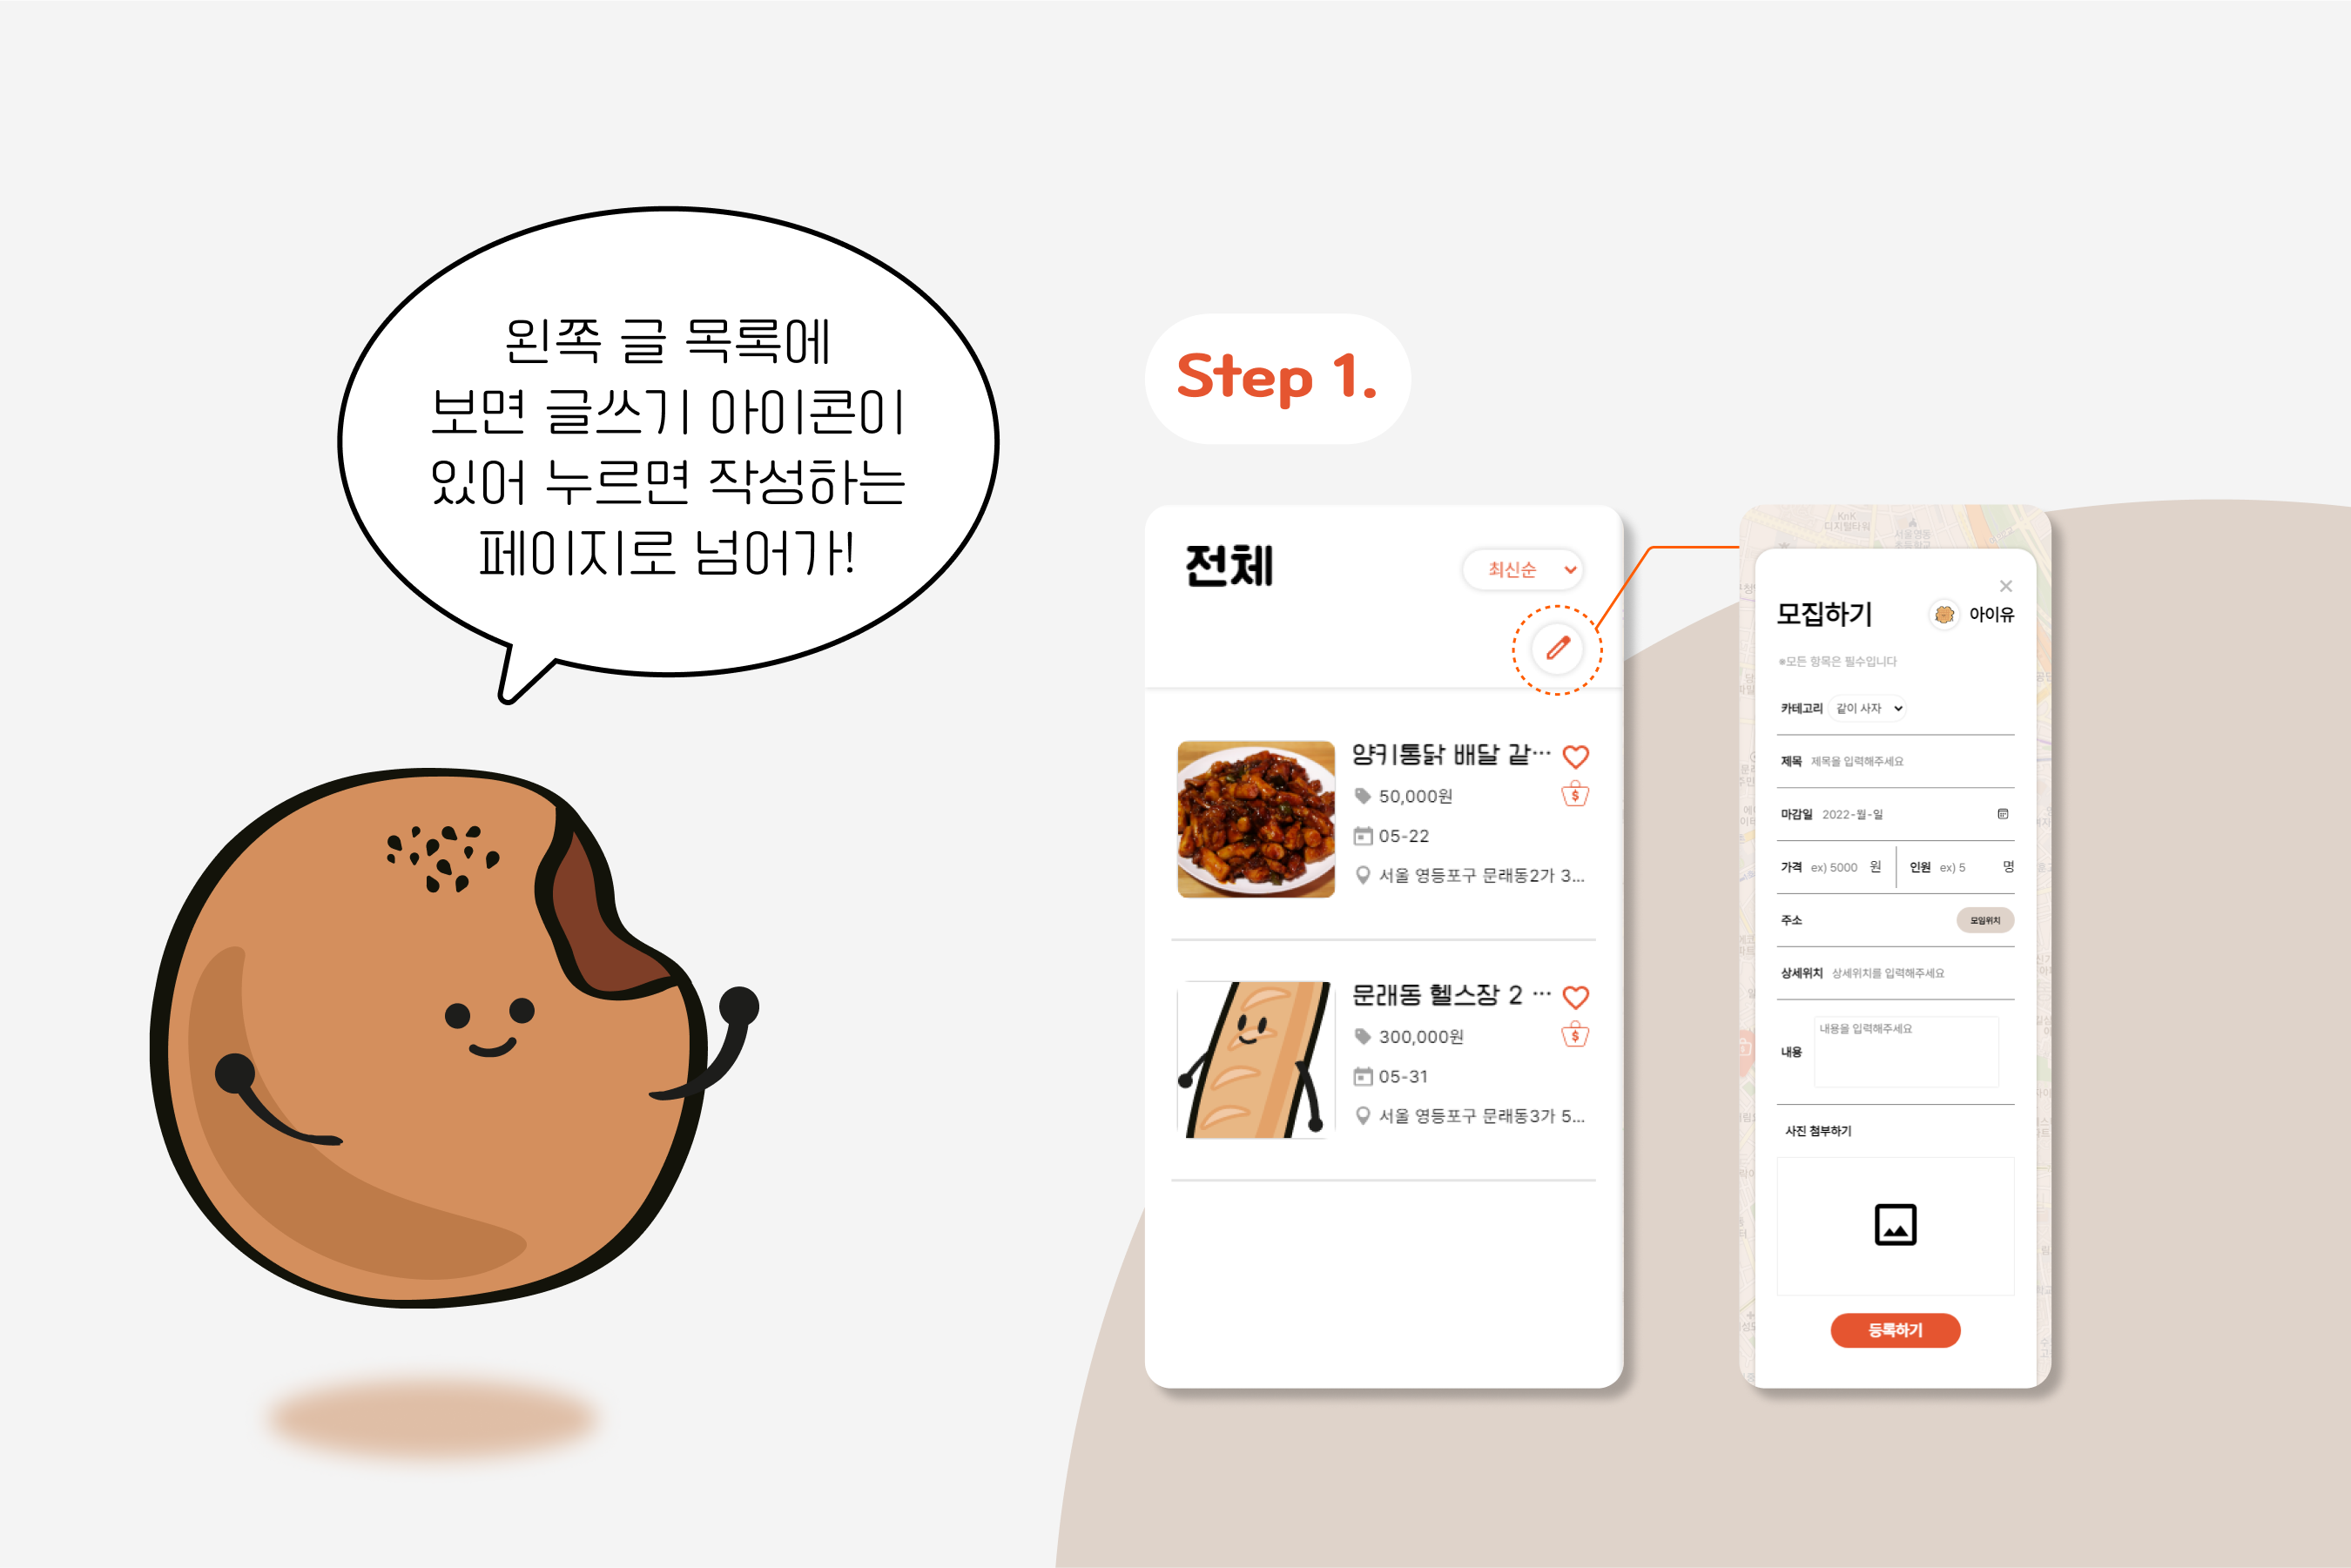 왼쪽 글 목록에
보면 글쓰기 아이콘이
있어 누르면 작성하는
페이지로 넘어가!
Step 1.
전체
최신순
양키통닭 배달 같…
50,000원
05-22
서울 영등포구 문래동2가 3...
문래동 헬스장 2 …
300,000원
05-31
서울 영등포구 문래동3가 5...
KnK
디지털타워
모집하기
아이유
※모든 항목은 필수입니다
카테고리 같이 사자
제목 제목을 입력해주세요
마감일 2022-월-일
가격 ex) 5000 원 인원 ex) 5 명
주소 모임위치
상세위치 상세위치를 입력해주세요
내용 내용을 입력해주세요
사진 첨부하기
등록하기